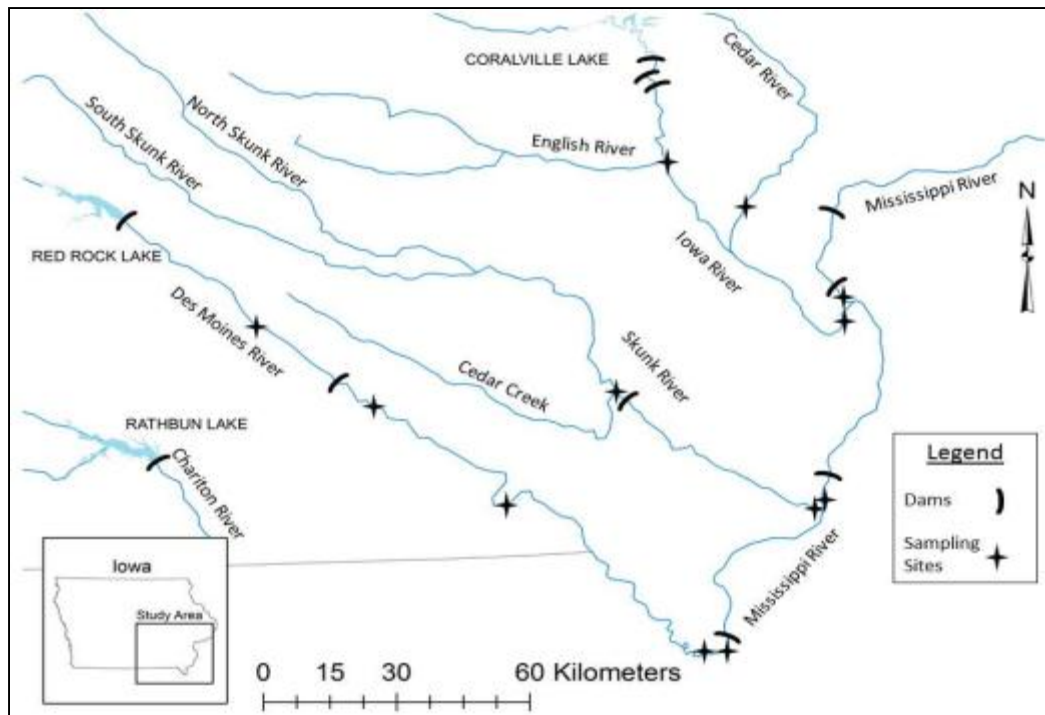 CORALVILLE LAKE
Cedar River
South Skunk River
North Skunk River
English River
Mississippi River
N
RED ROCK LAKE
Iowa River
Des Moines River
Cedar Creek
Skunk River
RATHBUN LAKE
Chariton River
Legend
Dams
Sampling
Sites
Mississippi River
Iowa
Study Area
0 15 30 60 Kilometers